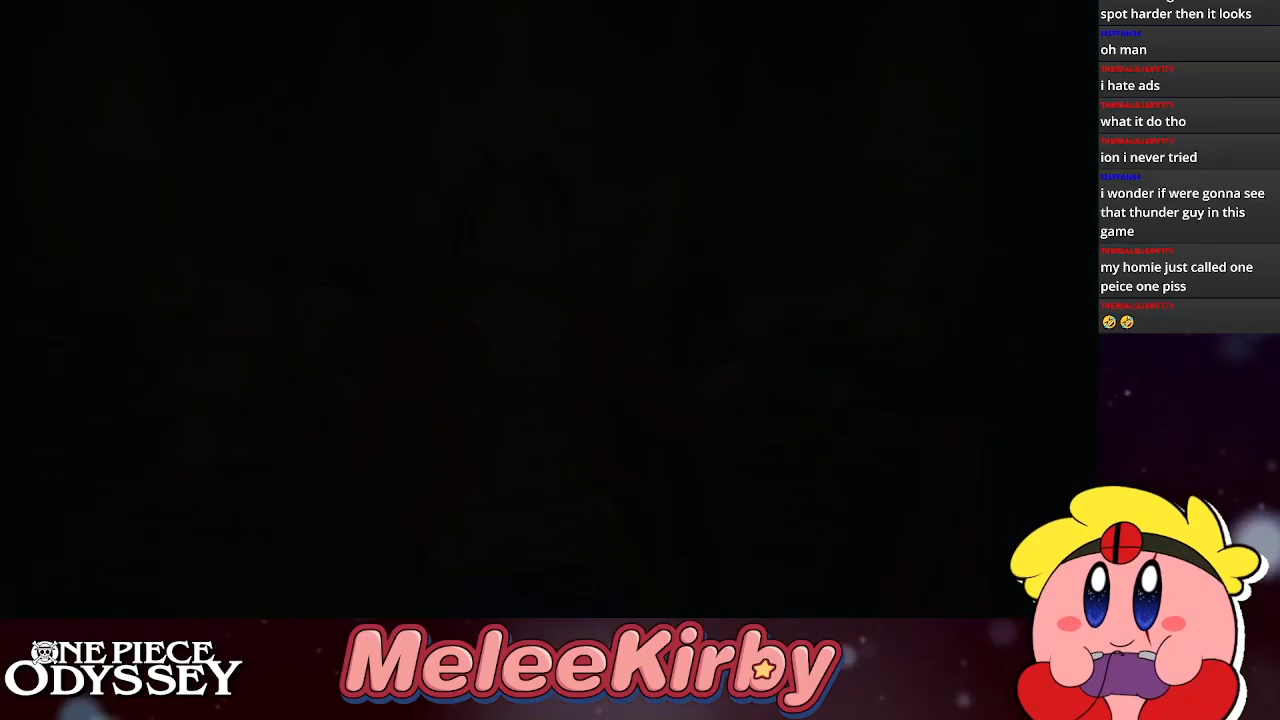 spot harder then it looks
MSPFAN94
oh man
i hate ads
what it do tho
ion i never tried
MSPFAN94
i wonder if were gonna see
that thunder guy in this
game
my homie just called one
peice one piss
ONE PIECE
ODYSSEY
MeleeKirby